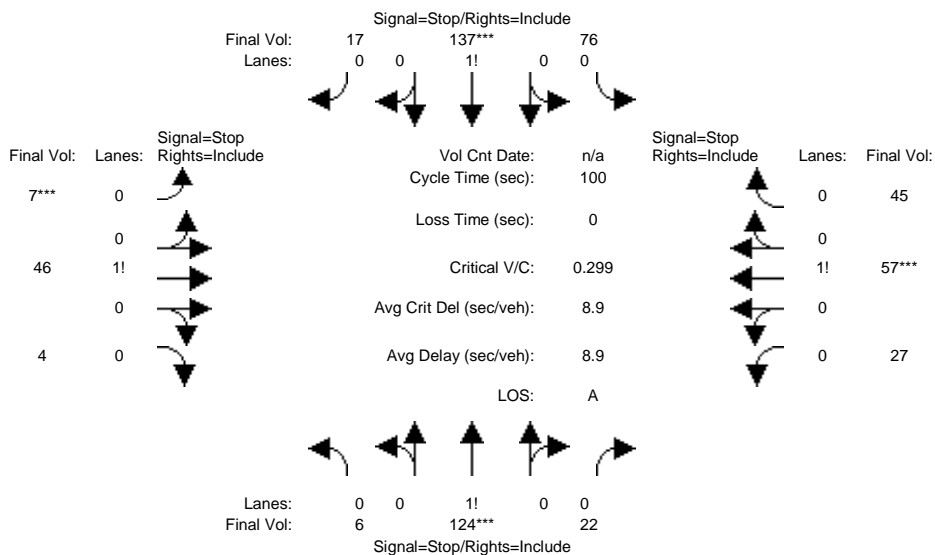 Signal=Stop/Rights=Include
Final Vol: 17 137*** 76
Lanes: 0 0 1! 0 0
Signal=Stop
Final Vol: Lanes: Rights=Include
Vol Cnt Date: n/a
Signal=Stop
Rights=Include Lanes: Final Vol:
Cycle Time (sec): 100
7*** 0
0 45
Loss Time (sec): 0
0
0
46 1!
Critical V/C: 0.299
1! 57***
0
Avg Crit Del (sec/veh): 8.9
0
4 0
Avg Delay (sec/veh): 8.9
0 27
LOS: A
Lanes: 0 0 1! 0 0
Final Vol: 6 124*** 22
Signal=Stop/Rights=Include